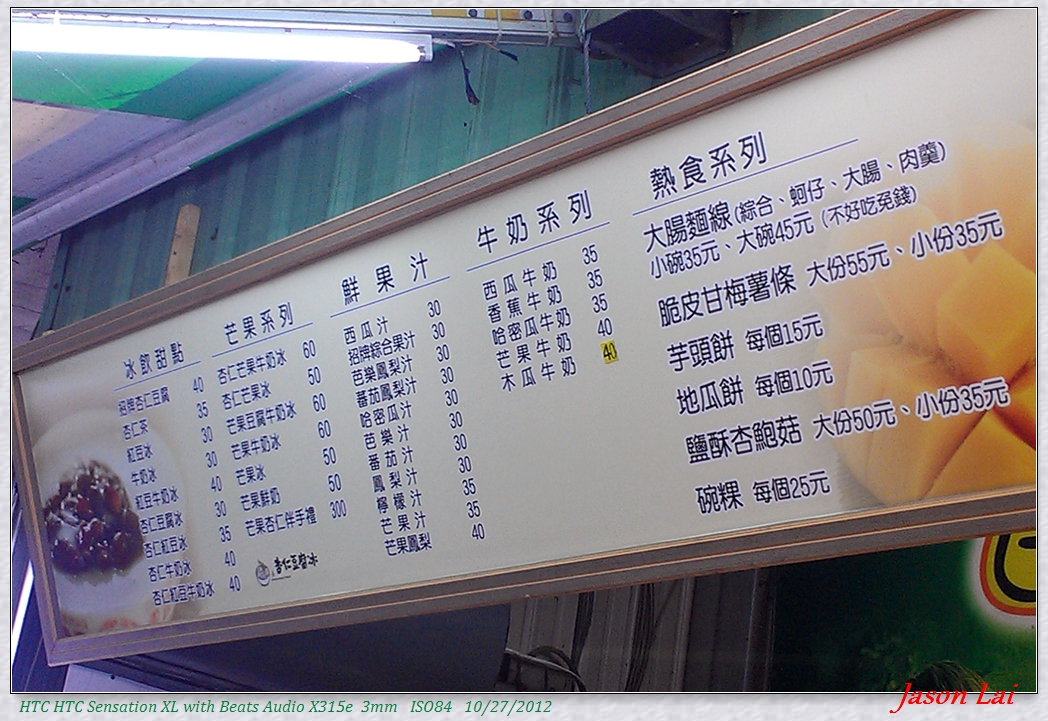 冰飲甜點
招牌杏仁豆腐 40
杏仁茶 35
紅豆冰 30
牛奶冰 30
紅豆牛奶冰 40
杏仁豆腐冰 30
杏仁紅豆冰 35
杏仁牛奶冰 40
杏仁紅豆牛奶冰 40
芒果系列
杏仁芒果牛奶冰 60
杏仁芒果冰 50
芒果豆腐牛奶冰 60
芒果牛奶冰 60
芒果冰 50
芒果鮮奶 50
芒果杏仁伴手禮 300
杏仁豆腐冰
鮮果汁
西瓜汁 30
招牌綜合果汁 30
芭樂鳳梨汁 30
蕃茄鳳梨汁 30
哈密瓜汁 30
芭樂汁 30
蕃茄汁 30
鳳梨汁 30
檸檬汁 35
芒果汁 35
芒果鳳梨 40
牛奶系列
西瓜牛奶 35
香蕉牛奶 35
哈密瓜牛奶 35
芒果牛奶 40
木瓜牛奶 40
熱食系列
大腸麵線(綜合、蚵仔、大腸、肉羹)
小碗35元、大碗45元 (不好吃免錢)
脆皮甘梅薯條 大份55元、小份35元
芋頭餅 每個15元
地瓜餅 每個10元
鹽酥杏鮑菇 大份50元、小份35元
碗粿 每個25元
Jason Lai
HTC HTC Sensation XL with Beats Audio X315e 3mm ISO84 10/27/2012